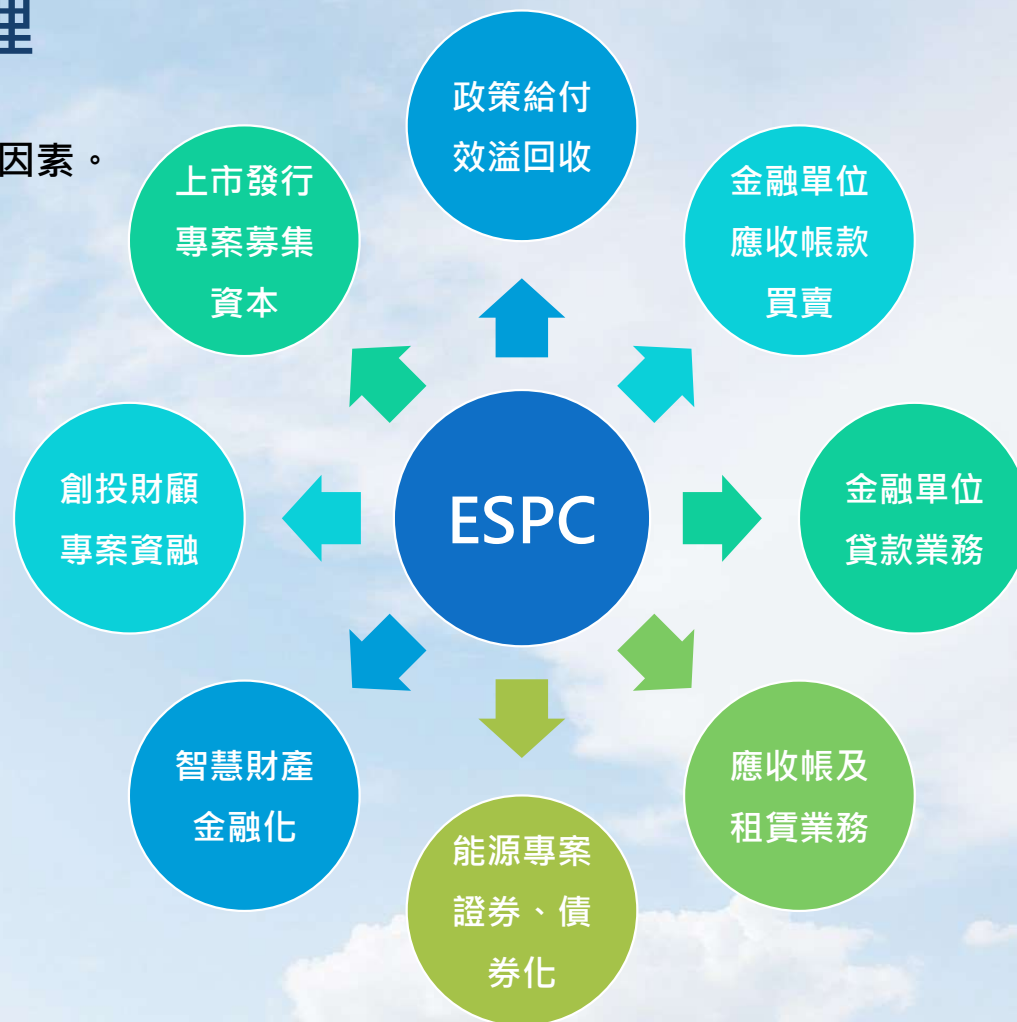 理
因素。
政策給付
效溢回收
金融單位
應收帳款
買賣
金融單位
貸款業務
應收帳及
租賃業務
能源專案
證券、債
券化
智慧財產
金融化
創投財顧
專案資融
上市發行
專案募集
資本
ESPC